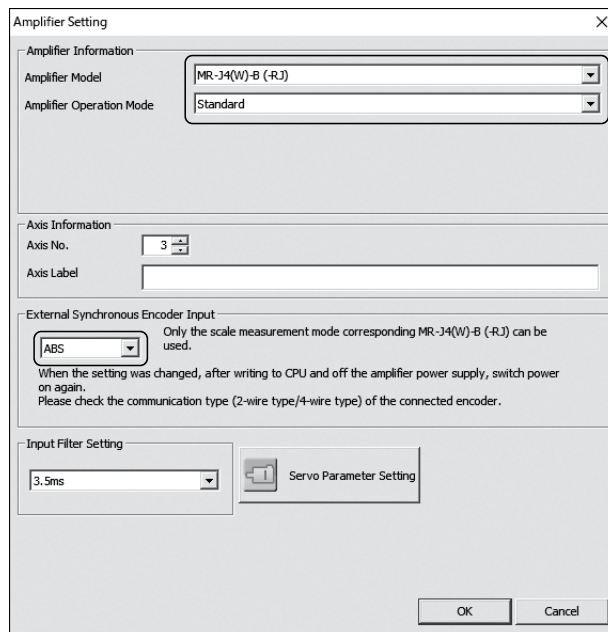 Amplifier Setting
Amplifier Information
Amplifier Model
MR-J4(W)-B (-RJ)
Amplifier Operation Mode
Standard
Axis Information
Axis No.
3
Axis Label
External Synchronous Encoder Input
ABS
Only the scale measurement mode corresponding MR-J4(W)-B (-RJ) can be
used.
When the setting was changed, after writing to CPU and off the amplifier power supply, switch power
on again.
Please check the communication type (2-wire type/4-wire type) of the connected encoder.
Input Filter Setting
3.5ms
Servo Parameter Setting
OK
Cancel